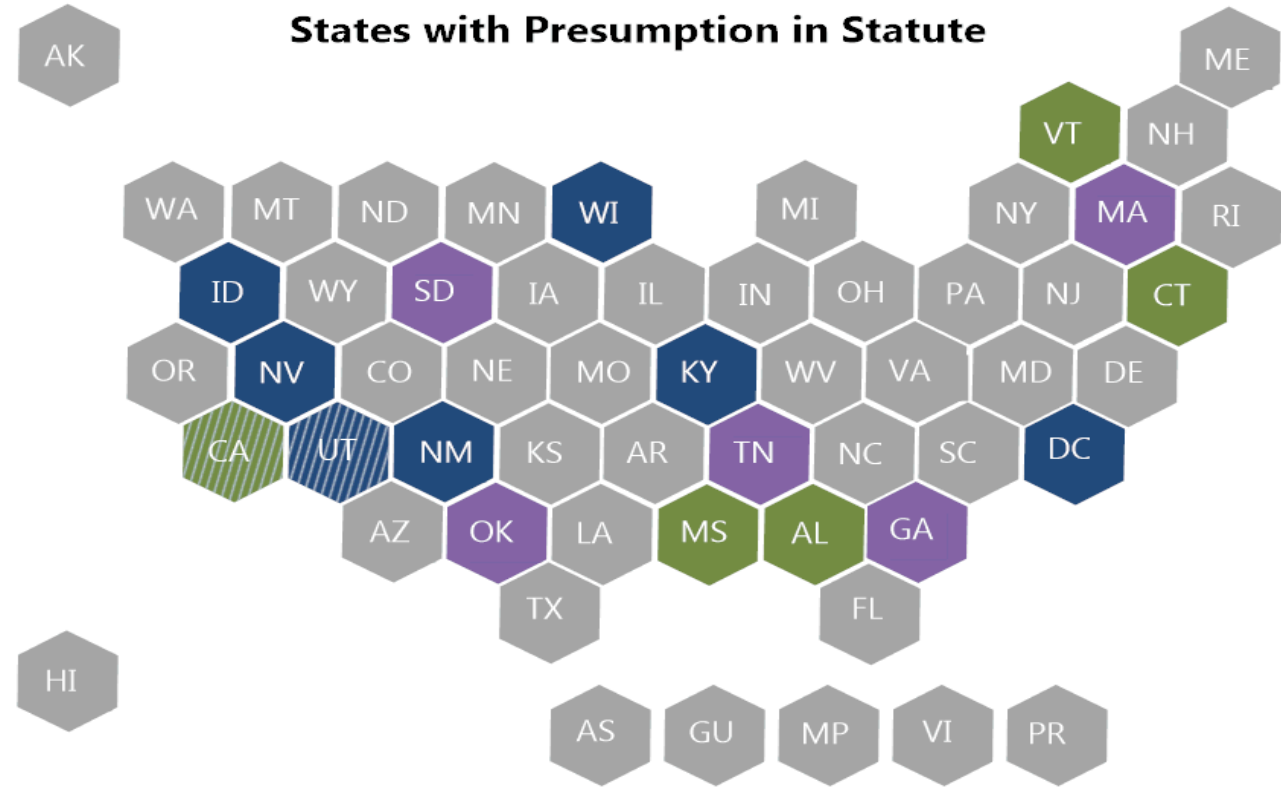 States with Presumption in Statute
AK
ME
VT NH
WA MT ND MN WI MI NY MA RI
ID WY SD IA IL IN OH PA NJ CT
OR NV CO NE MO KY WV VA MD DE
CA UT NM KS AR TN NC SC DC
AZ OK LA MS AL GA
TX FL
HI
AS GU MP VI PR